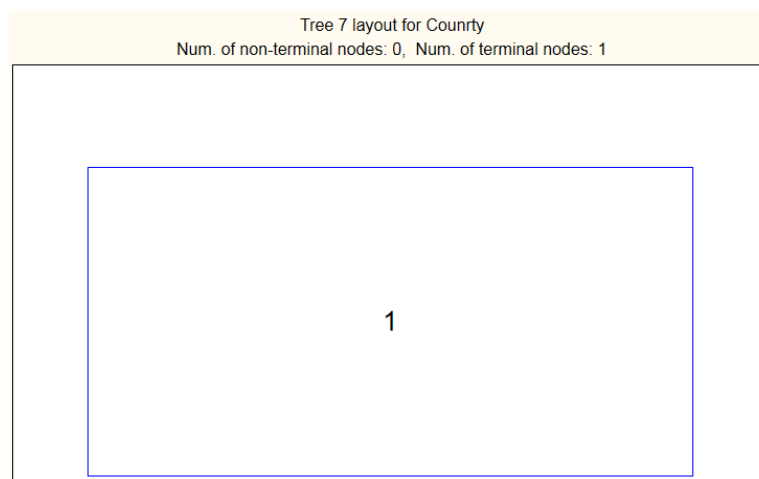 Tree 7 layout for Counrty
Num. of non-terminal nodes: 0,  Num. of terminal nodes: 1
1